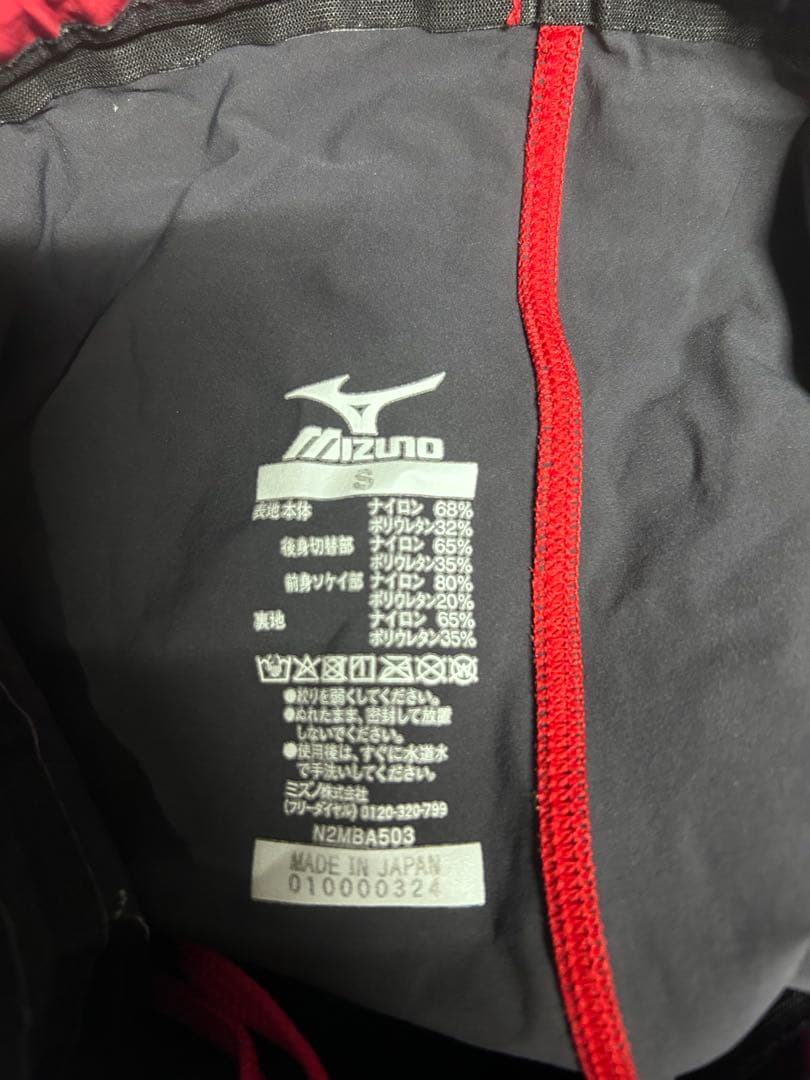 MIZUNO
S
表地本体 ナイロン 68%
ポリウレタン32%
後身切替部 ナイロン 65%
ポリウレタン35%
前身ソケイ部 ナイロン 80%
ポリウレタン20%
裏地 ナイロン 65%
ポリウレタン35%
●絞りを弱くしてください。
●ぬれたまま、密封して放置
しないでください。
●使用後は、すぐに水道水
で手洗いしてください。
ミズノ株式会社
(フリーダイヤル) 0120-320-799
N2MBA503
MADE IN JAPAN
010000324